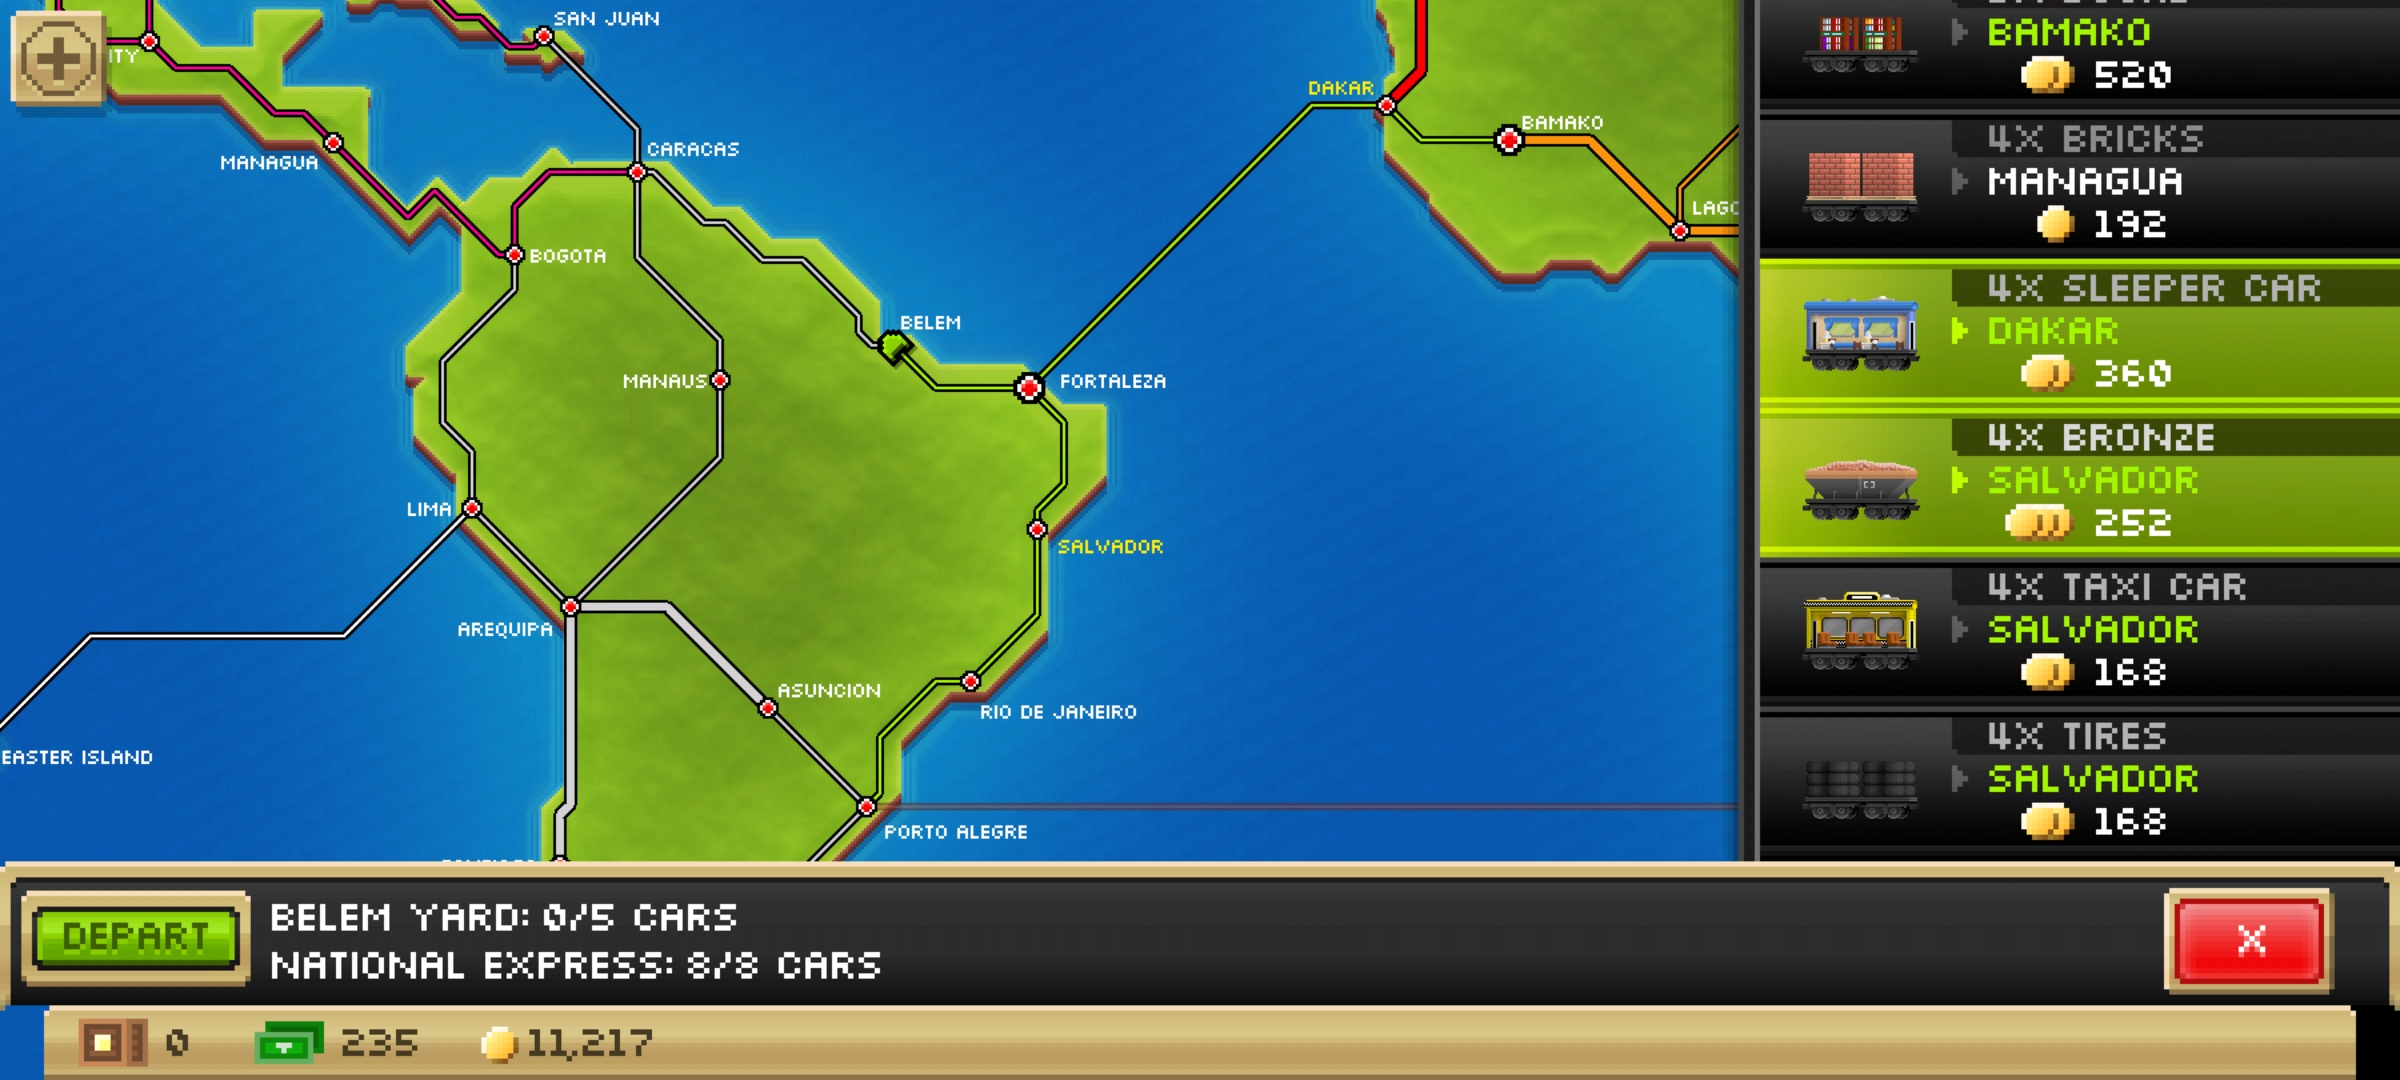 SAN JUAN
ITY
DAKAR
BAMAKO
CARACAS
MANAGUA
LAGO
BOGOTA
BELEM
MANAUS
FORTALEZA
LIMA
SALVADOR
AREQUIPA
ASUNCION
RIO DE JANEIRO
EASTER ISLAND
PORTO ALEGRE
BAMAKO
520
4X BRICKS
MANAGUA
192
4X SLEEPER CAR
DAKAR
360
4X BRONZE
SALVADOR
252
4X TAXI CAR
SALVADOR
168
4X TIRES
SALVADOR
168
DEPART
BELEM YARD: 0/5 CARS
NATIONAL EXPRESS: 8/8 CARS
X
0
235
11,217